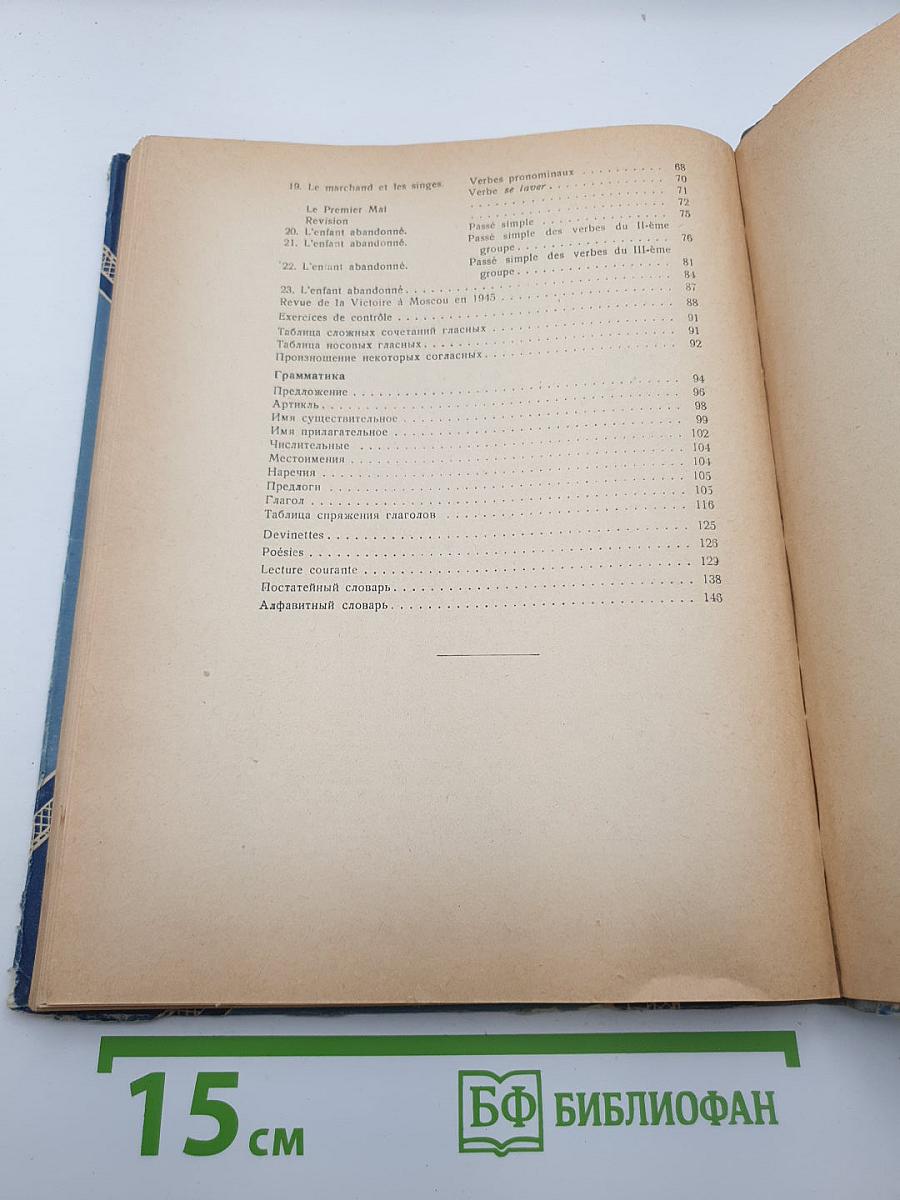 19. Le marchand et les singes. Verbes pronominaux . . . . . . . . . 68
Verbe se laver . . . . . . . . . . . 70
Le Premier Mai . . . . . . . . . . . 71
Revision . . . . . . . . . . . 72
20. L'enfant abandonné. Passé simple . . . . . . . . . . . 75
21. L'enfant abandonné. Passé simple des verbes du II-ème
groupe . . . . . . . . . . . 76
22. L'enfant abandonné. Passé simple des verbes du III-ème
groupe . . . . . . . . . . . 81
23. L'enfant abandonné . . . . . . . . . . . 84
Revue de la Victoire à Moscou en 1945 . . . . . . . . . . . 87
Exercices de contrôle . . . . . . . . . . . 88
Таблица сложных сочетаний гласных . . . . . . . . . . . 91
Таблица носовых гласных . . . . . . . . . . . 91
Произношение некоторых согласных . . . . . . . . . . . 92
Грамматика
Предложение . . . . . . . . . . . 94
Артикль . . . . . . . . . . . 96
Имя существительное . . . . . . . . . . . 98
Имя прилагательное . . . . . . . . . . . 99
Числительные . . . . . . . . . . . 102
Местоимения . . . . . . . . . . . 104
Наречия . . . . . . . . . . . 104
Предлоги . . . . . . . . . . . 105
Глагол . . . . . . . . . . . 105
Таблица спряжения глаголов . . . . . . . . . . . 116
Devinettes . . . . . . . . . . . 125
Poésies . . . . . . . . . . . 126
Lecture courante . . . . . . . . . . . 129
Постатейный словарь . . . . . . . . . . . 138
Алфавитный словарь . . . . . . . . . . . 146
15 см
БФ БИБЛИОФАН